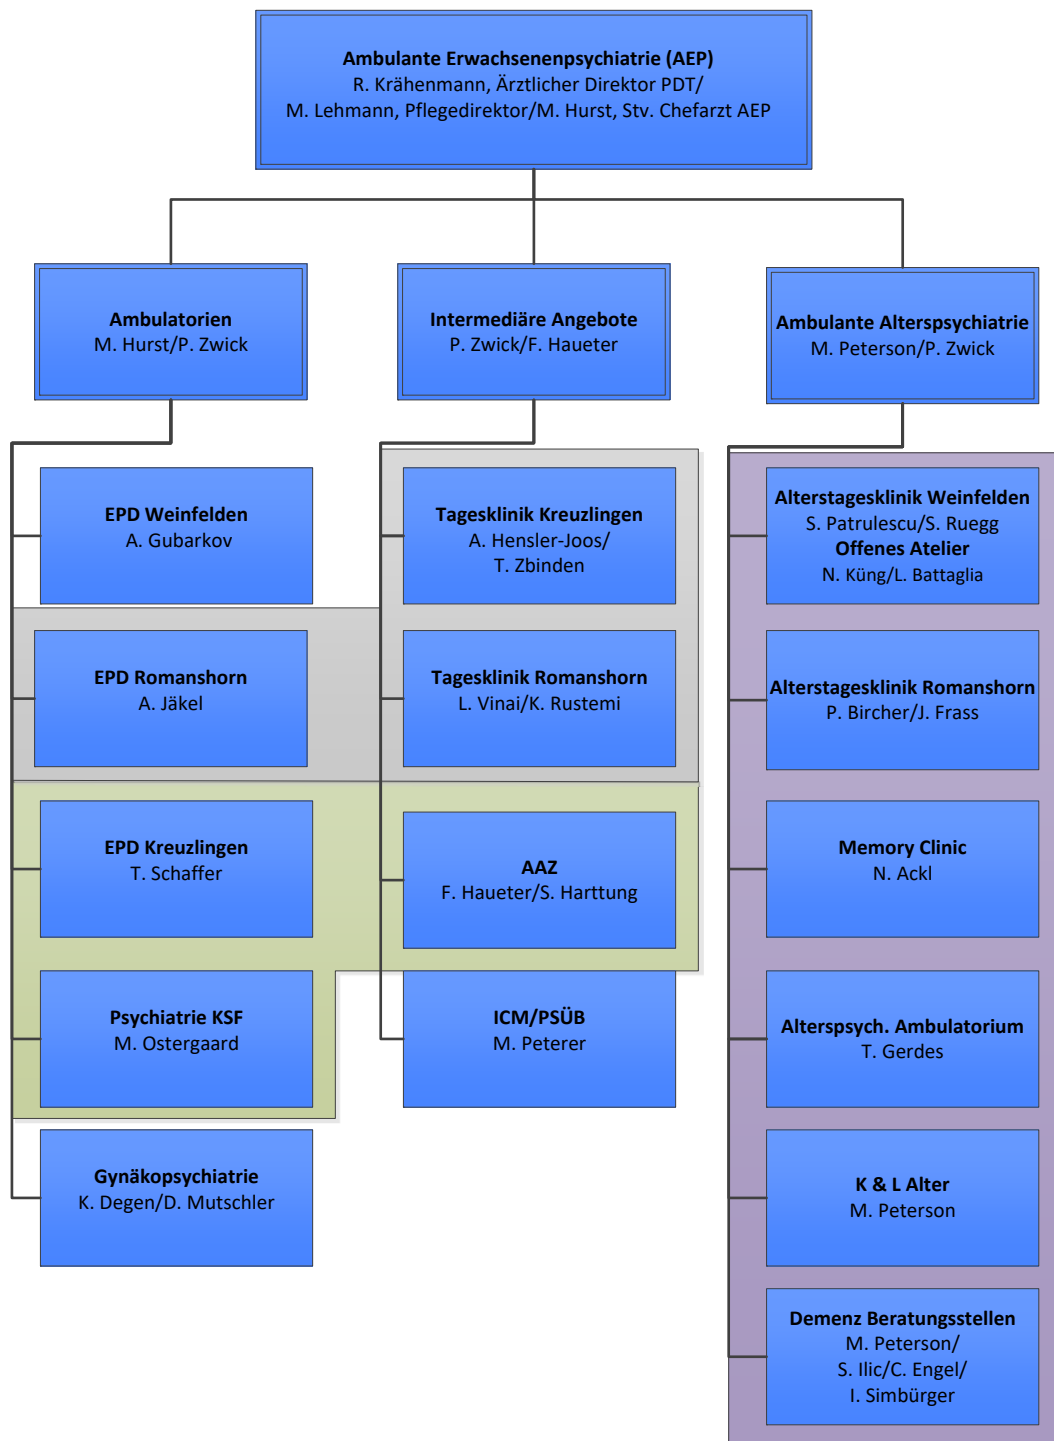 Ambulante Erwachsenenpsychiatrie (AEP)
R. Krähenmann, Ärztlicher Direktor PDT/
M. Lehmann, Pflegedirektor/M. Hurst, Stv. Chefarzt AEP
Ambulatorien
M. Hurst/P. Zwick
Intermediäre Angebote
P. Zwick/F. Haueter
Ambulante Alterspsychiatrie
M. Peterson/P. Zwick
EPD Weinfelden
A. Gubarkov
EPD Romanshorn
A. Jäkel
EPD Kreuzlingen
T. Schaffer
Psychiatrie KSF
M. Ostergaard
Gynäkopsychiatrie
K. Degen/D. Mutschler
Tagesklinik Kreuzlingen
A. Hensler-Joos/
T. Zbinden
Tagesklinik Romanshorn
L. Vinai/K. Rustemi
AAZ
F. Haueter/S. Harttung
ICM/PSÜB
M. Peterer
Alterstagesklinik Weinfelden
S. Patrulescu/S. Ruegg
Offenes Atelier
N. Küng/L. Battaglia
Alterstagesklinik Romanshorn
P. Bircher/J. Frass
Memory Clinic
N. Ackl
Alterspsych. Ambulatorium
T. Gerdes
K & L Alter
M. Peterson
Demenz Beratungsstellen
M. Peterson/
S. Ilic/C. Engel/
I. Simbürger